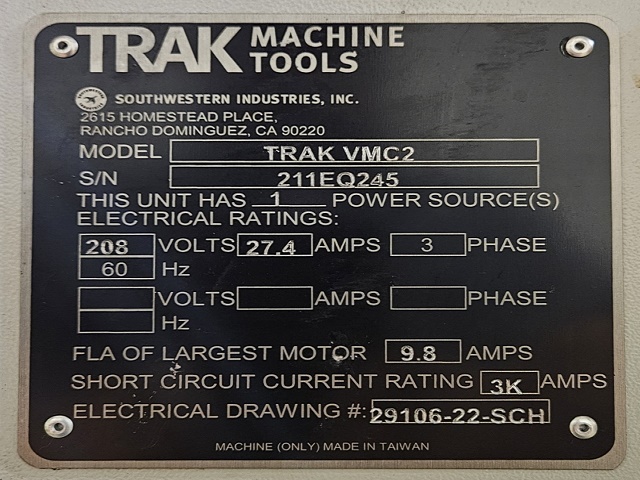 TRAK MACHINE TOOLS
SOUTHWESTERN INDUSTRIES, INC.
2615 HOMESTEAD PLACE,
RANCHO DOMINGUEZ, CA 90220
MODEL TRAK VMC2
S/N 211EQ245
THIS UNIT HAS 1 POWER SOURCE(S)
ELECTRICAL RATINGS:
208 VOLTS 27.4 AMPS 3 PHASE
60 Hz
VOLTS AMPS PHASE
Hz
FLA OF LARGEST MOTOR 9.8 AMPS
SHORT CIRCUIT CURRENT RATING 3K AMPS
ELECTRICAL DRAWING #: 29106-22-SCH
MACHINE (ONLY) MADE IN TAIWAN